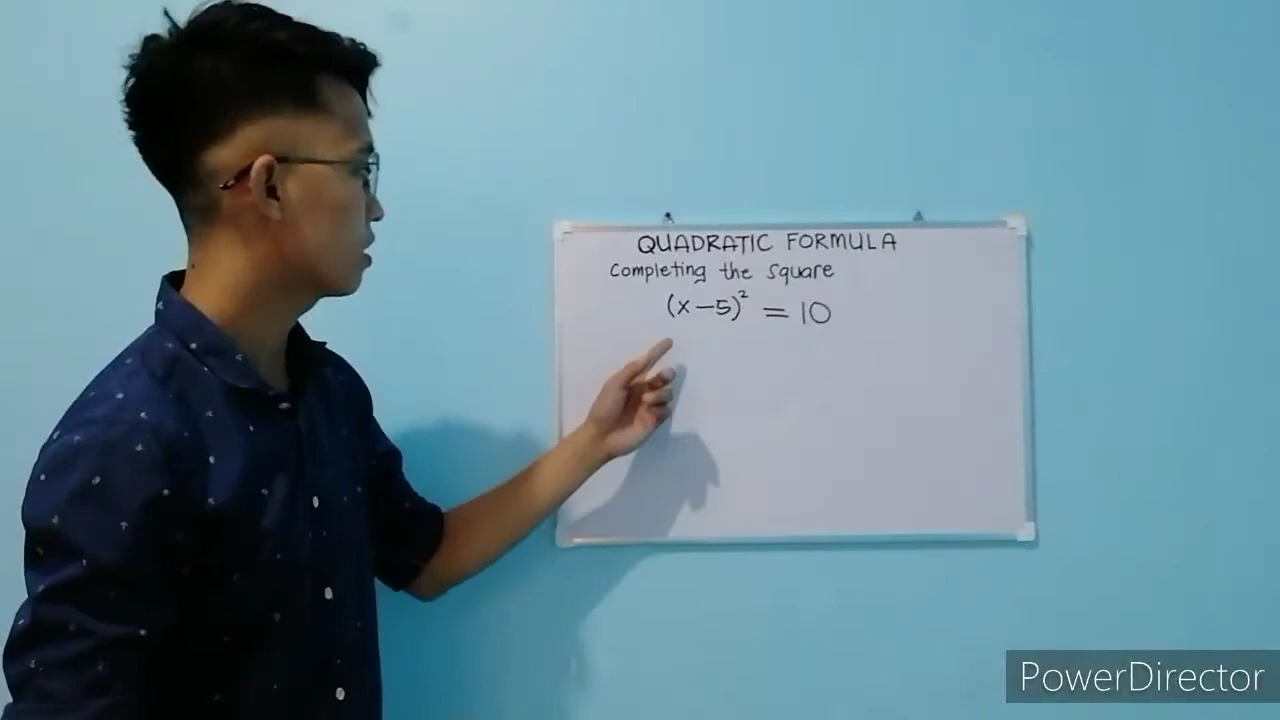 QUADRATIC FORMULA
Completing the square
(x-5)² = 10
PowerDirector